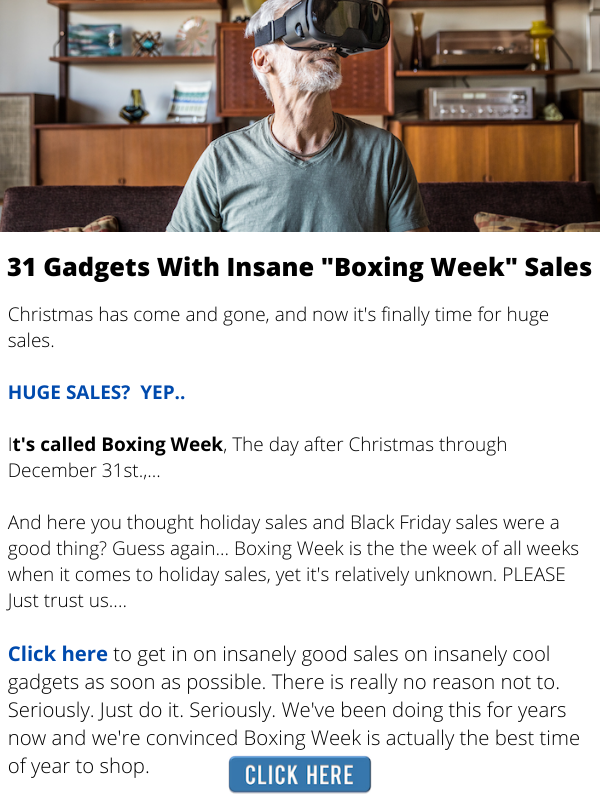 31 Gadgets With Insane "Boxing Week" Sales
Christmas has come and gone, and now it's finally time for huge
sales.
HUGE SALES?  YEP..
It's called Boxing Week, The day after Christmas through
December 31st.,...
And here you thought holiday sales and Black Friday sales were a
good thing? Guess again... Boxing Week is the the week of all weeks
when it comes to holiday sales, yet it's relatively unknown. PLEASE
Just trust us....
Click here to get in on insanely good sales on insanely cool
gadgets as soon as possible. There is really no reason not to.
Seriously. Just do it. Seriously. We've been doing this for years
now and we're convinced Boxing Week is actually the best time
of year to shop.
CLICK HERE